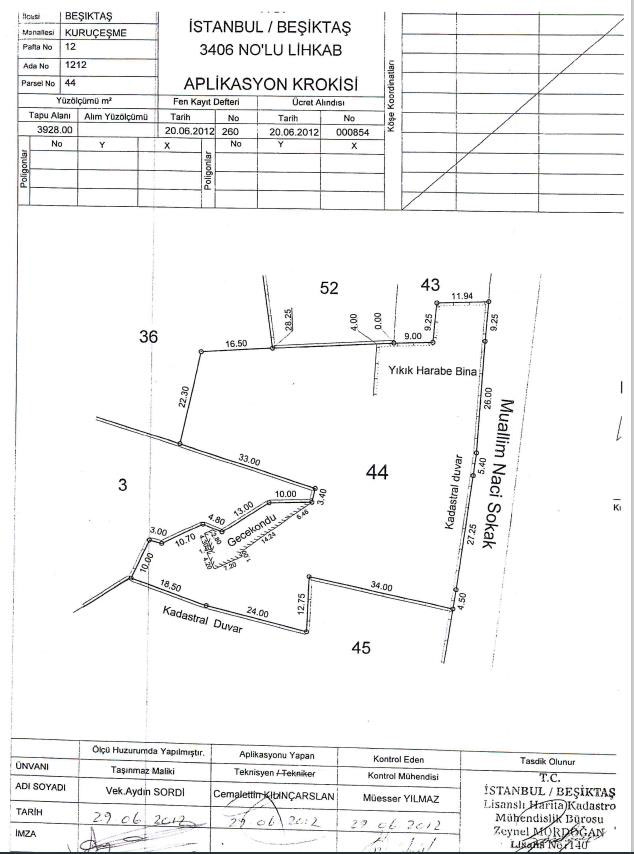 İlçesi BEŞİKTAŞ
Mahallesi KURUÇEŞME
Pafta No 12
Ada No 1212
Parsel No 44
İSTANBUL / BEŞİKTAŞ
3406 NO'LU LİHKAB
APLİKASYON KROKİSİ
Yüzölçümü m² Fen Kayıt Defteri Ücret Alındısı
Tapu Alanı Alım Yüzölçümü Tarih No Tarih No
3928.00 20.06.2012 260 20.06.2012 000854
Poligonlar No Y X Poligonlar No Y X
Köşe Koordinatları
52
43
11.94
36
28.25
4.00
0.00
9.25
9.25
9.00
16.50
Yıkık Harabe Bina
22.30
26.00
Muallim Naci Sokak
33.00
44
5.40
Kadastral duvar
3
10.00
3.40
13.00
6.46
4.80
Gecekondu
14.24
3.00
10.70
27.25
7.20
10.00
18.50
34.00
12.75
24.00
4.50
Kadastral Duvar
45
Ölçü Huzurumda Yapılmıştır. Aplikasyonu Yapan Kontrol Eden Tasdik Olunur
ÜNVANI Taşınmaz Maliki Teknisyen / Tekniker Kontrol Mühendisi
ADI SOYADI Vek.Aydın SORDİ Cemalettin KILINÇARSLAN Müesser YILMAZ
TARİH 29 06 2012 29 06 2012 29 06 2012
İMZA
T.C.
İSTANBUL / BEŞİKTAŞ
Lisanslı Harita Kadastro
Mühendislik Bürosu
Zeynel MURDOĞAN
Lisans No:140